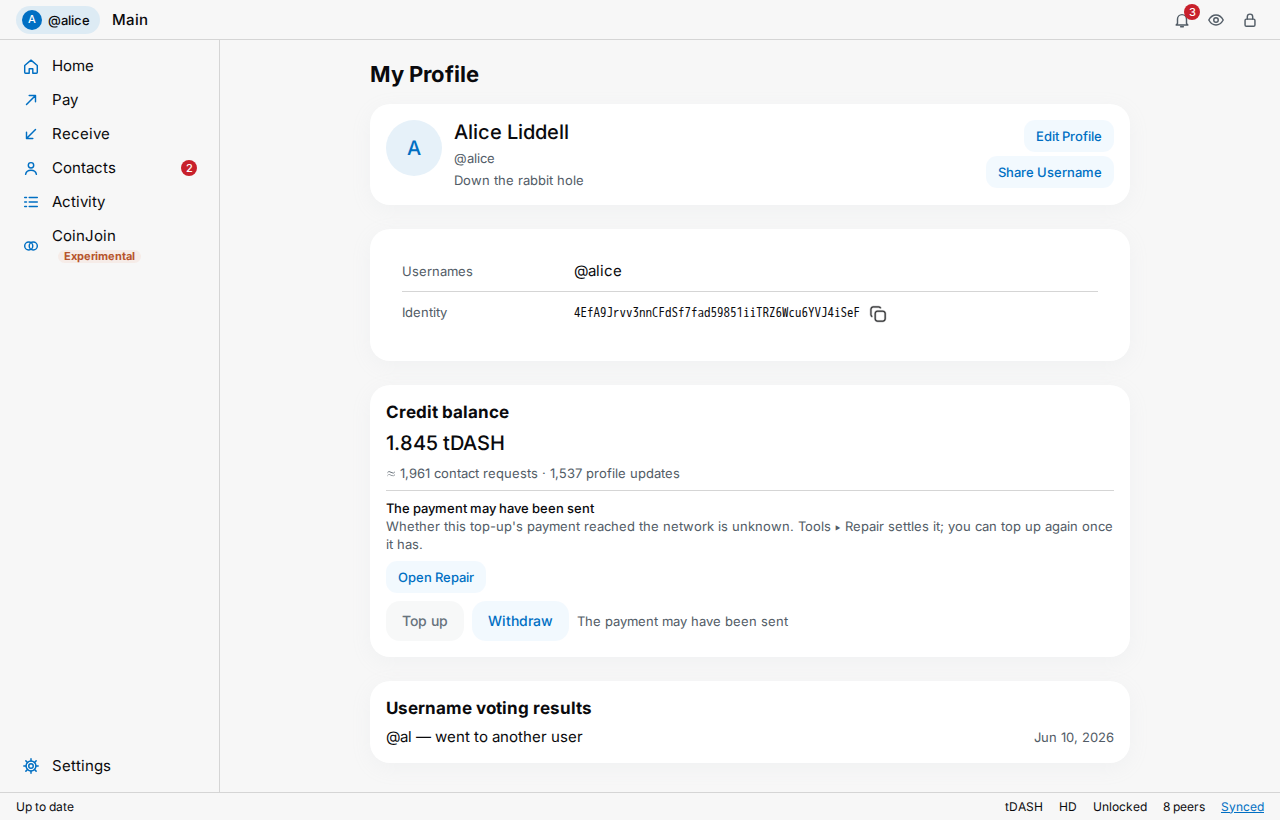 A @alice Main 3
Home
Pay
Receive
Contacts 2
Activity
CoinJoin
Experimental
Settings
My Profile
A
Alice Liddell
@alice
Down the rabbit hole
Edit Profile
Share Username
Usernames @alice
Identity 4EfA9Jrvv3nnCFdSf7fad59851iiTRZ6Wcu6YVJ4iSeF
Credit balance
1.845 tDASH
≈ 1,961 contact requests · 1,537 profile updates
The payment may have been sent
Whether this top-up's payment reached the network is unknown. Tools ▸ Repair settles it; you can top up again once
it has.
Open Repair
Top up Withdraw The payment may have been sent
Username voting results
@al — went to another user Jun 10, 2026
Up to date tDASH HD Unlocked 8 peers Synced